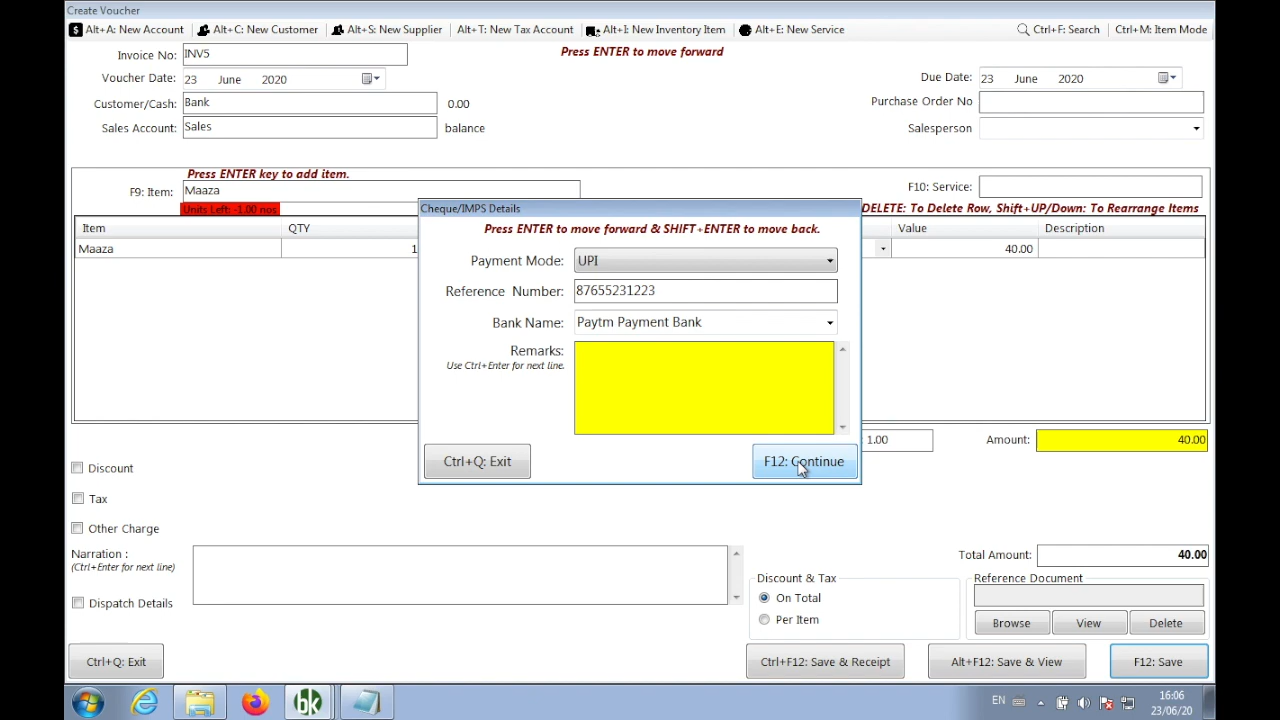 Create Voucher
Alt+A: New Account Alt+C: New Customer Alt+S: New Supplier Alt+T: New Tax Account Alt+I: New Inventory Item Alt+E: New Service Ctrl+F: Search Ctrl+M: Item Mode
Invoice No: INV5 Press ENTER to move forward
Voucher Date: 23 June 2020 Due Date: 23 June 2020
Customer/Cash: Bank 0.00 Purchase Order No
Sales Account: Sales balance Salesperson
Press ENTER key to add item.
F9: Item: Maaza F10: Service:
Units Left: -1.00 nos DELETE: To Delete Row, Shift+UP/Down: To Rearrange Items
Item QTY Value Description
Maaza 1 40.00
Cheque/IMPS Details
Press ENTER to move forward & SHIFT+ENTER to move back.
Payment Mode: UPI
Reference Number: 87655231223
Bank Name: Paytm Payment Bank
Remarks:
Use Ctrl+Enter for next line.
Ctrl+Q: Exit F12: Continue
1.00 Amount: 40.00
Discount
Tax
Other Charge
Narration :
(Ctrl+Enter for next line)
Total Amount: 40.00
Discount & Tax Reference Document
On Total
Dispatch Details
Per Item Browse View Delete
Ctrl+Q: Exit Ctrl+F12: Save & Receipt Alt+F12: Save & View F12: Save
bk EN 16:06
23/06/20